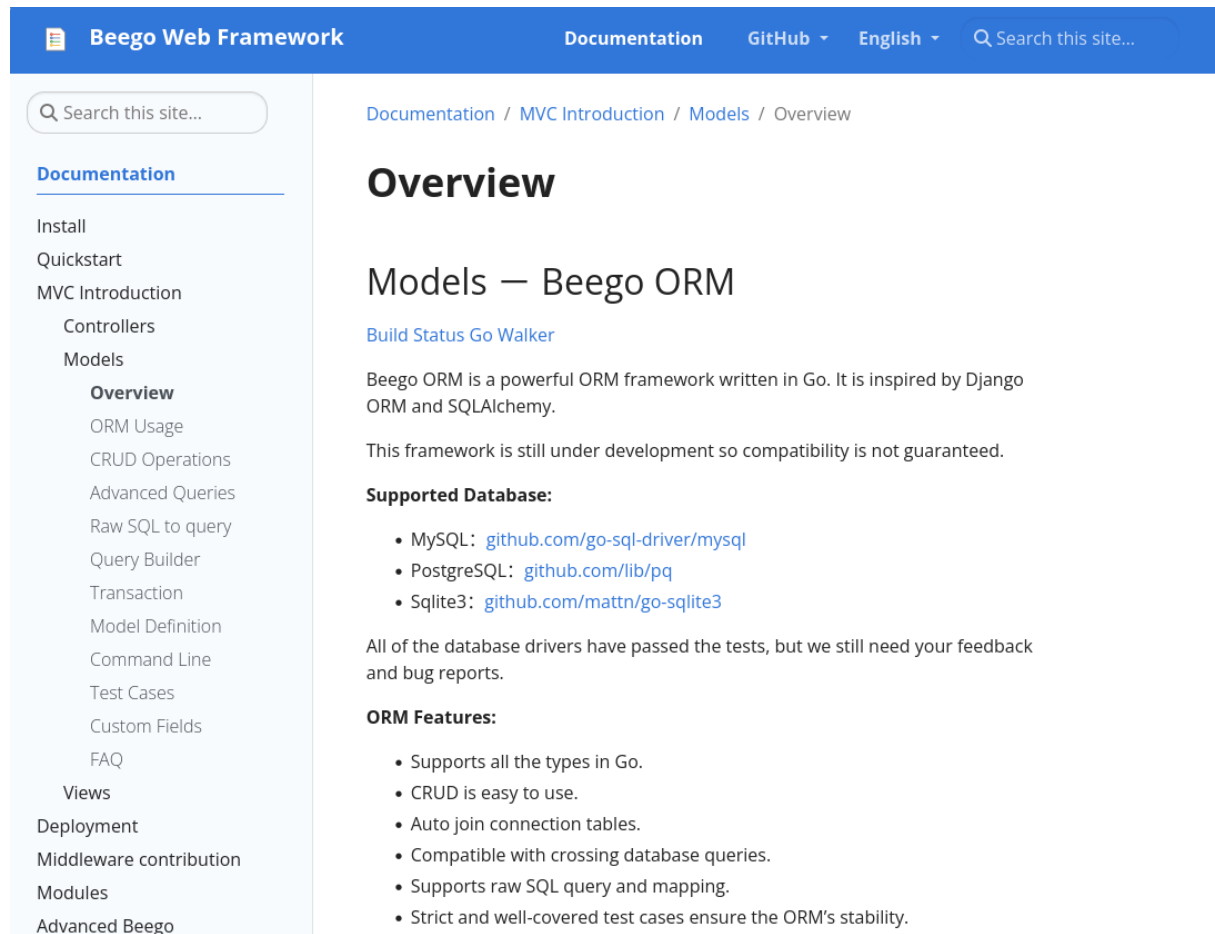 Beego Web Framework
Documentation
GitHub
English
Search this site...
Search this site...
Documentation
Install
Quickstart
MVC Introduction
Controllers
Models
Overview
ORM Usage
CRUD Operations
Advanced Queries
Raw SQL to query
Query Builder
Transaction
Model Definition
Command Line
Test Cases
Custom Fields
FAQ
Views
Deployment
Middleware contribution
Modules
Advanced Beego
Documentation / MVC Introduction / Models / Overview
Overview
Models － Beego ORM
Build Status Go Walker
Beego ORM is a powerful ORM framework written in Go. It is inspired by Django
ORM and SQLAlchemy.
This framework is still under development so compatibility is not guaranteed.
Supported Database:
• MySQL：github.com/go-sql-driver/mysql
• PostgreSQL：github.com/lib/pq
• Sqlite3：github.com/mattn/go-sqlite3
All of the database drivers have passed the tests, but we still need your feedback
and bug reports.
ORM Features:
• Supports all the types in Go.
• CRUD is easy to use.
• Auto join connection tables.
• Compatible with crossing database queries.
• Supports raw SQL query and mapping.
• Strict and well-covered test cases ensure the ORM’s stability.